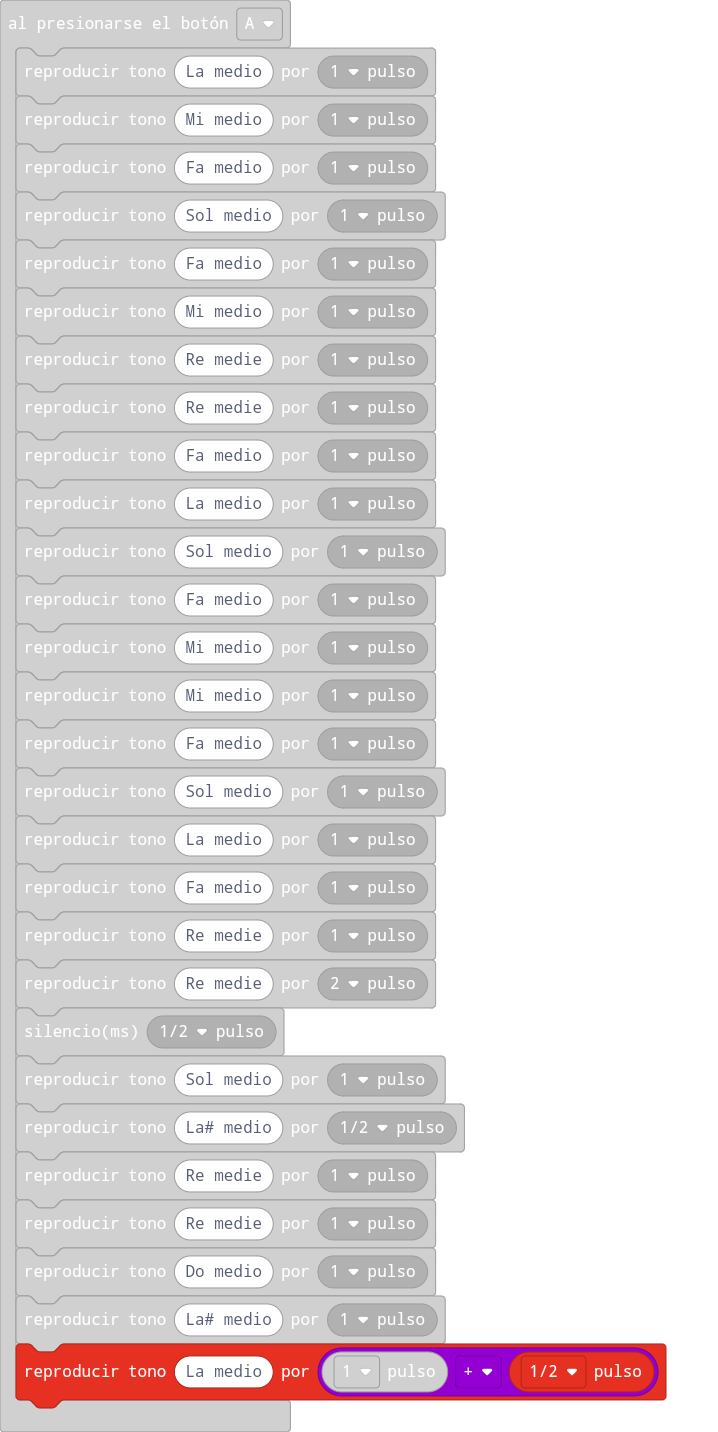 al presionarse el botón A
reproducir tono La medio por 1 pulso
reproducir tono Mi medio por 1 pulso
reproducir tono Fa medio por 1 pulso
reproducir tono Sol medio por 1 pulso
reproducir tono Fa medio por 1 pulso
reproducir tono Mi medio por 1 pulso
reproducir tono Re medie por 1 pulso
reproducir tono Re medie por 1 pulso
reproducir tono Fa medio por 1 pulso
reproducir tono La medio por 1 pulso
reproducir tono Sol medio por 1 pulso
reproducir tono Fa medio por 1 pulso
reproducir tono Mi medio por 1 pulso
reproducir tono Mi medio por 1 pulso
reproducir tono Fa medio por 1 pulso
reproducir tono Sol medio por 1 pulso
reproducir tono La medio por 1 pulso
reproducir tono Fa medio por 1 pulso
reproducir tono Re medie por 1 pulso
reproducir tono Re medie por 2 pulso
silencio(ms) 1/2 pulso
reproducir tono Sol medio por 1 pulso
reproducir tono La# medio por 1/2 pulso
reproducir tono Re medie por 1 pulso
reproducir tono Re medie por 1 pulso
reproducir tono Do medio por 1 pulso
reproducir tono La# medio por 1 pulso
reproducir tono La medio por 1 pulso + 1/2 pulso